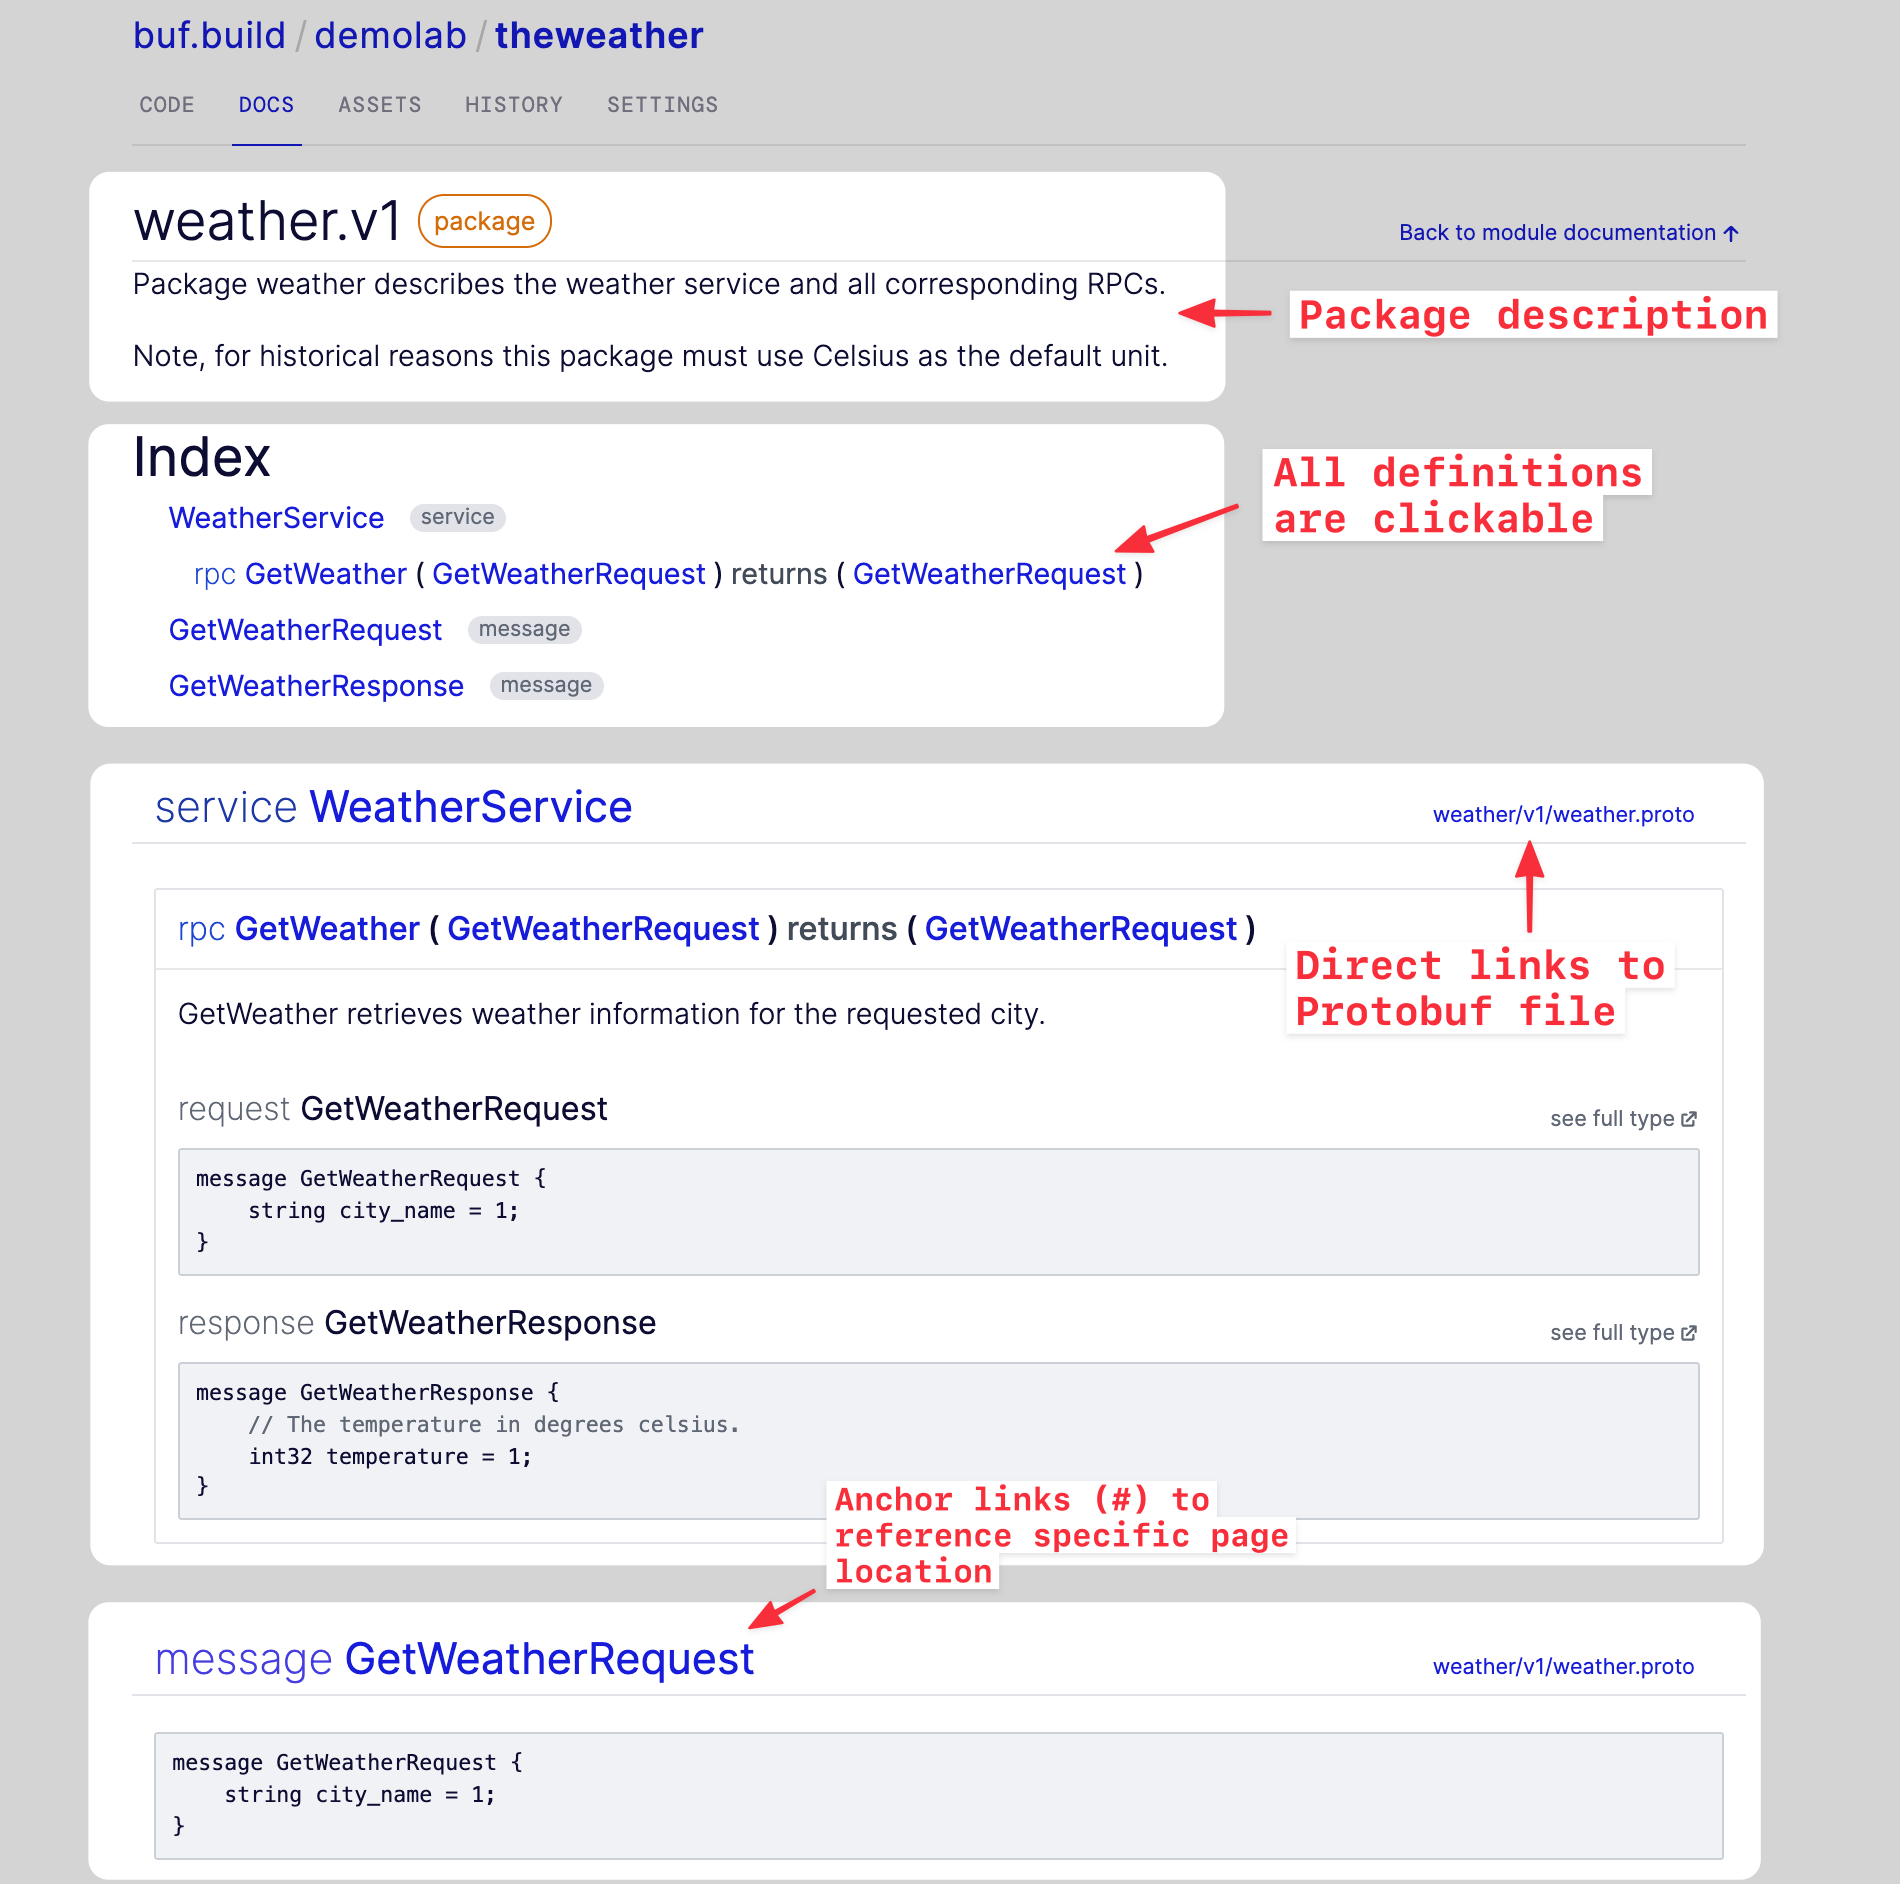 buf.build / demolab / theweather
CODE DOCS ASSETS HISTORY SETTINGS
weather.v1 package
Back to module documentation ↑
Package weather describes the weather service and all corresponding RPCs.
Package description
Note, for historical reasons this package must use Celsius as the default unit.
Index
All definitions
are clickable
WeatherService service
rpc GetWeather ( GetWeatherRequest ) returns ( GetWeatherRequest )
GetWeatherRequest message
GetWeatherResponse message
service WeatherService
weather/v1/weather.proto
rpc GetWeather ( GetWeatherRequest ) returns ( GetWeatherRequest )
Direct links to
Protobuf file
GetWeather retrieves weather information for the requested city.
request GetWeatherRequest
see full type
message GetWeatherRequest {
    string city_name = 1;
}
response GetWeatherResponse
see full type
message GetWeatherResponse {
    // The temperature in degrees celsius.
    int32 temperature = 1;
}
Anchor links (#) to
reference specific page
location
message GetWeatherRequest
weather/v1/weather.proto
message GetWeatherRequest {
    string city_name = 1;
}